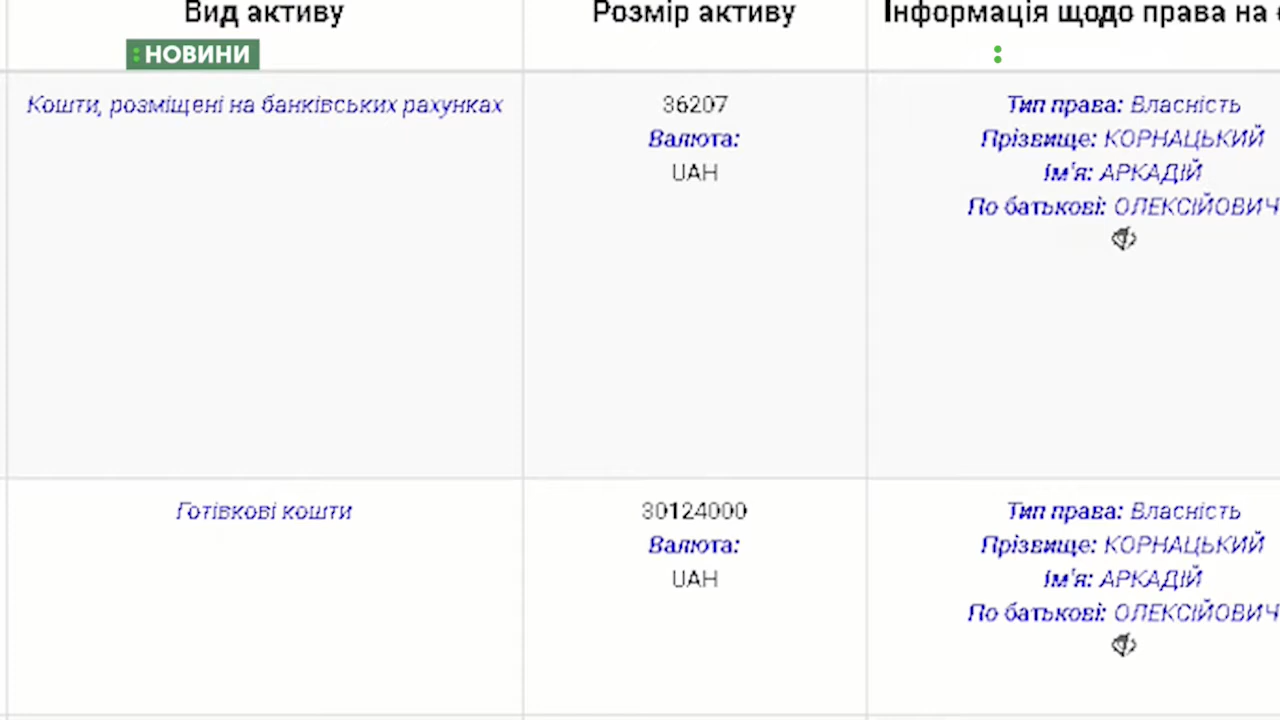 Вид активу
Розмір активу
Інформація щодо права на
НОВИНИ
Кошти, розміщені на банківських рахунках
36207
Валюта:
UAH
Тип права: Власність
Прізвище: КОРНАЦЬКИЙ
Ім'я: АРКАДІЙ
По батькові: ОЛЕКСІЙОВИЧ
Готівкові кошти
30124000
Валюта:
UAH
Тип права: Власність
Прізвище: КОРНАЦЬКИЙ
Ім'я: АРКАДІЙ
По батькові: ОЛЕКСІЙОВИЧ